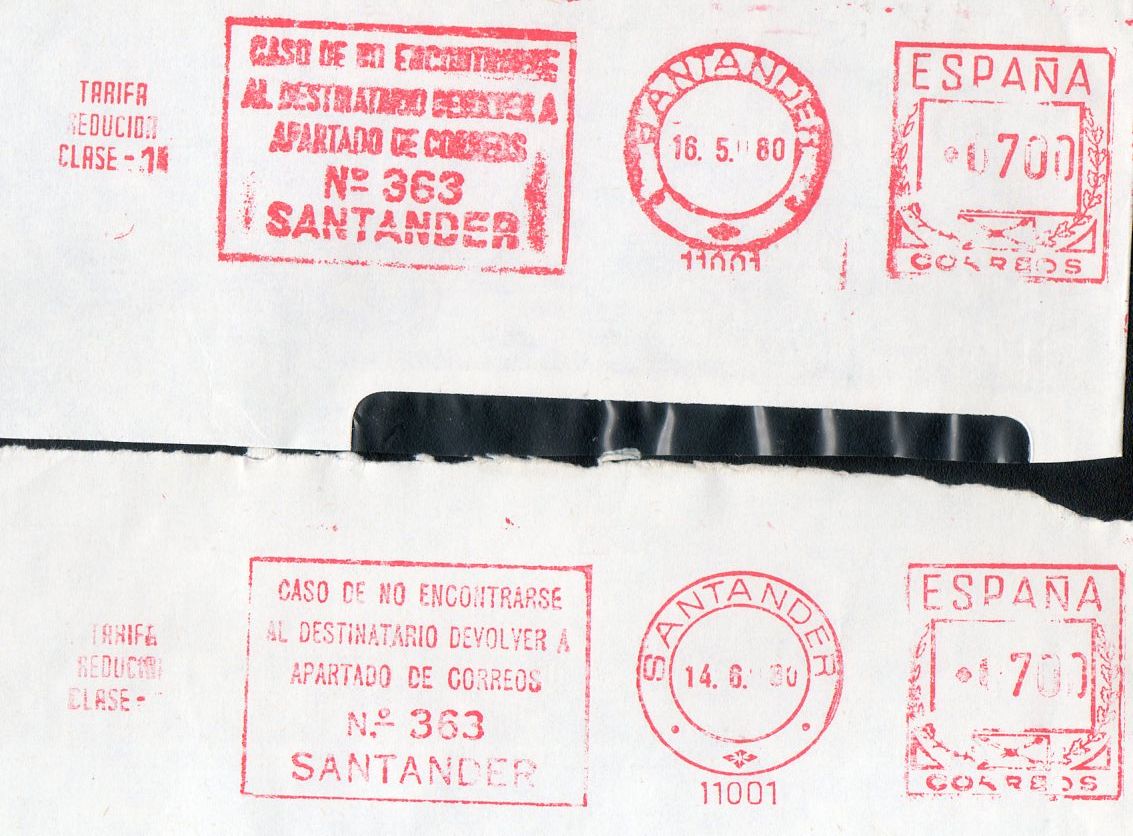 TARIFA
REDUCIDA
CLASE -
CASO DE NO ENCONTRARSE
AL DESTINATARIO DEVOLVER A
APARTADO DE CORREOS
Nº 363
SANTANDER
SANTANDER
16. 5. 80
11001
ESPAÑA
0700
CORREOS
TARIFA
REDUCIDA
CLASE -
CASO DE NO ENCONTRARSE
AL DESTINATARIO DEVOLVER A
APARTADO DE CORREOS
N.º 363
SANTANDER
SANTANDER
14. 6. 80
11001
ESPAÑA
700
CORREOS